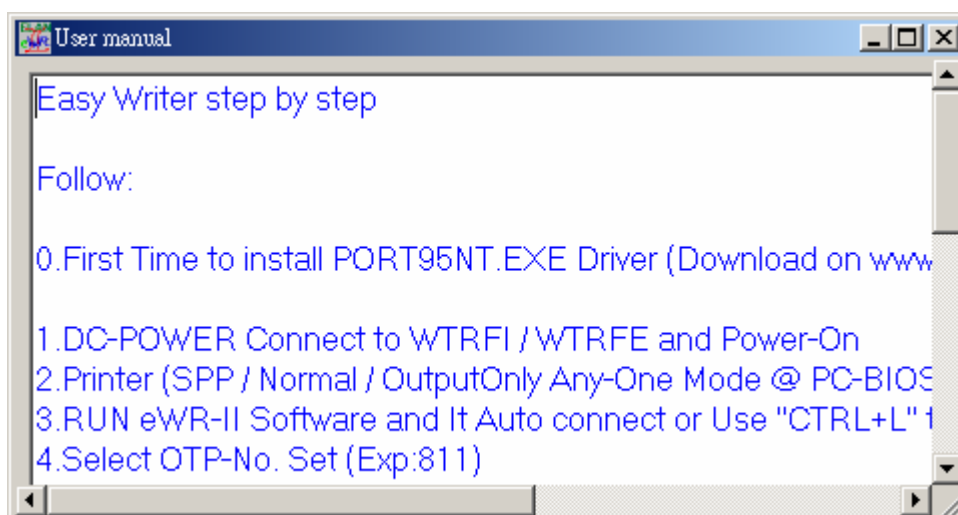 User manual
Easy Writer step by step
Follow:
0.First Time to install PORT95NT.EXE Driver (Download on www
1.DC-POWER Connect to WTRFI / WTRFE and Power-On
2.Printer (SPP / Normal / OutputOnly Any-One Mode @ PC-BIOS
3.RUN eWR-II Software and It Auto connect or Use "CTRL+L" t
4.Select OTP-No. Set (Exp:811)